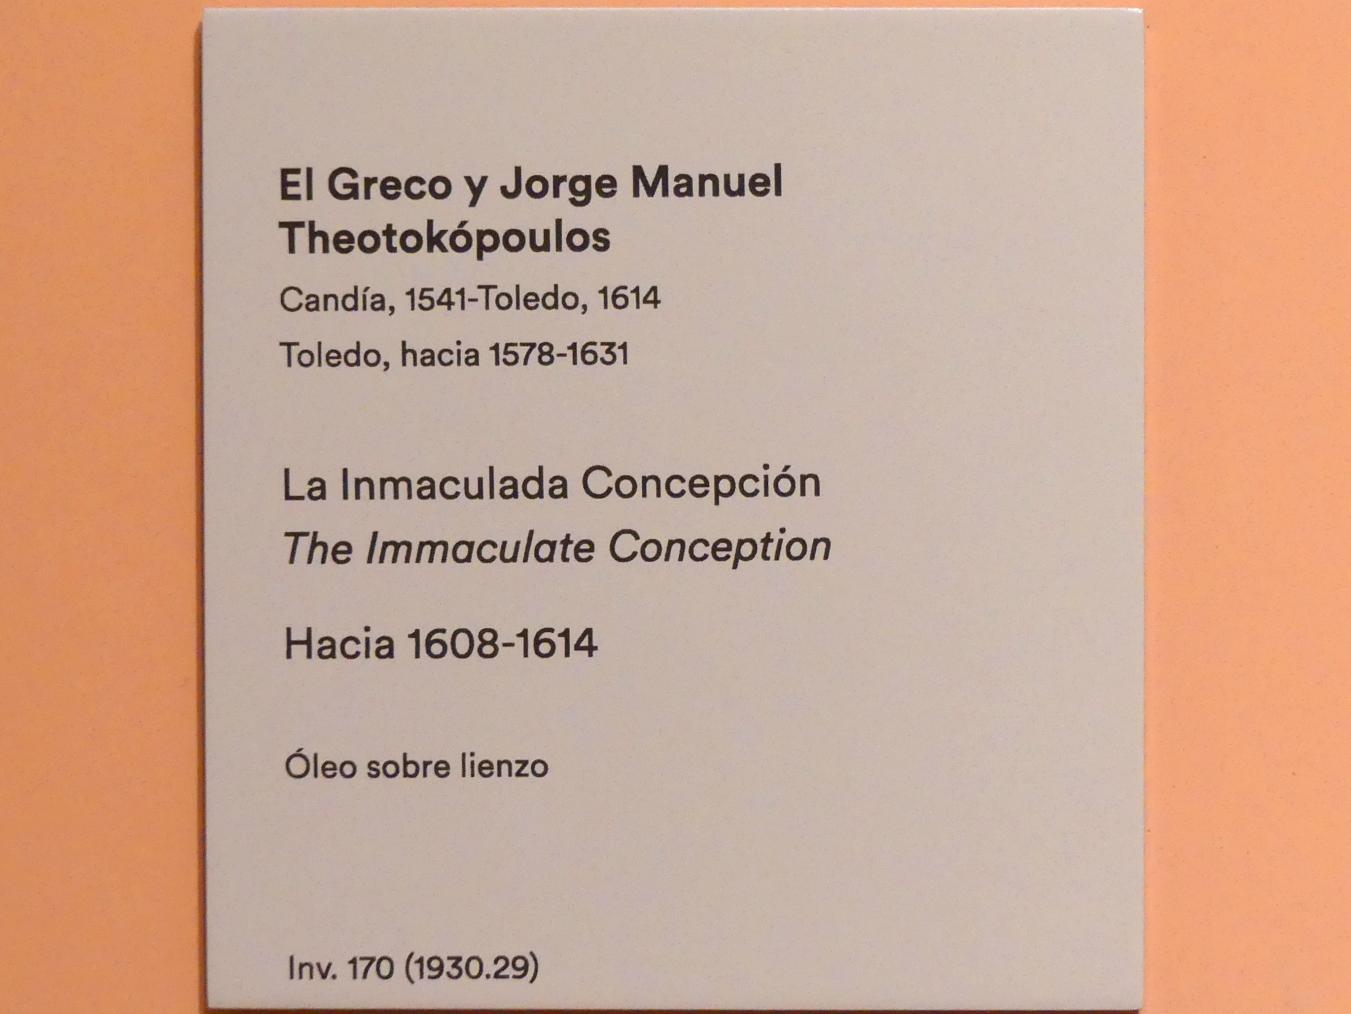 El Greco y Jorge Manuel
Theotokópoulos
Candía, 1541-Toledo, 1614
Toledo, hacia 1578-1631
La Inmaculada Concepción
The Immaculate Conception
Hacia 1608-1614
Óleo sobre lienzo
Inv. 170 (1930.29)